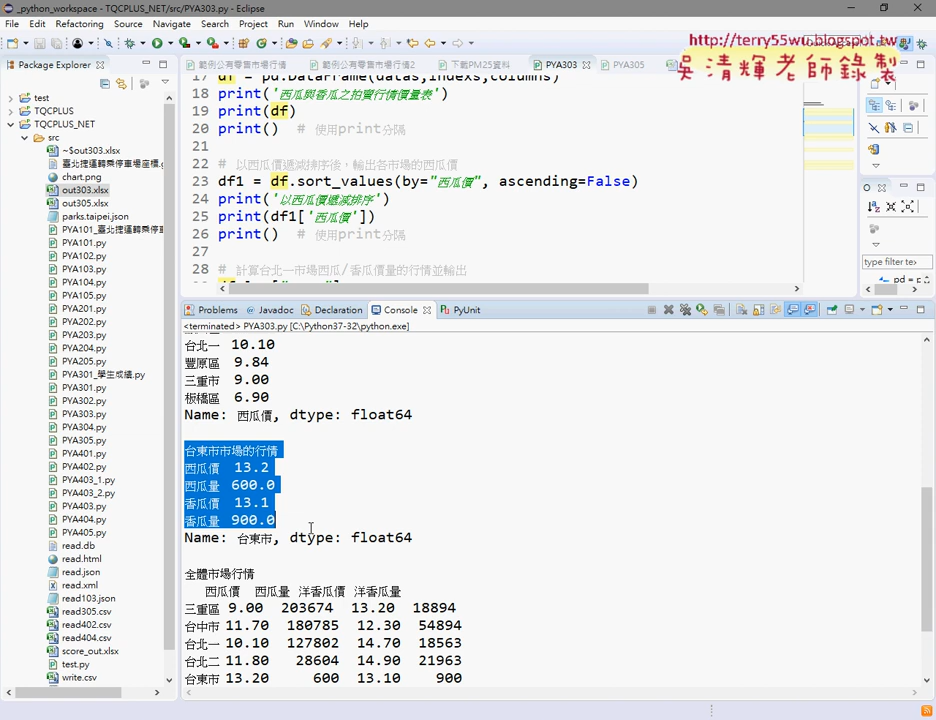 _python_workspace - TQCPLUS_NET/src/PYA303.py - Eclipse
File Edit Refactoring Source Navigate Search Project Run Window Help
http://terry55wu.blogspot.tw
吳清輝老師錄製
Package Explorer
範例公有零售市場行情
範例公有零售市場行情2
下載PM25資料
PYA303
PYA305
test
TQCPLUS
TQCPLUS_NET
src
~$out303.xlsx
臺北捷運轉乘停車場座標.
chart.png
out303.xlsx
out305.xlsx
parks.taipei.json
PYA101_臺北捷運轉乘停車
PYA101.py
PYA102.py
PYA103.py
PYA104.py
PYA105.py
PYA201.py
PYA202.py
PYA203.py
PYA204.py
PYA205.py
PYA301_學生成績.py
PYA301.py
PYA302.py
PYA303.py
PYA304.py
PYA305.py
PYA401.py
PYA402.py
PYA403_1.py
PYA403_2.py
PYA403.py
PYA404.py
PYA405.py
read.db
read.html
read.json
read.xml
read103.json
read305.csv
read402.csv
read404.csv
score_out.xlsx
test.py
write.csv
17 df = pd.DataFrame(datas,indexs,columns)
18 print('西瓜與香瓜之拍賣行情價量表')
19 print(df)
20 print()  # 使用print分隔
21
22 # 以西瓜價遞減排序後，輸出各市場的西瓜價
23 df1 = df.sort_values(by="西瓜價", ascending=False)
24 print('以西瓜價遞減排序')
25 print(df1['西瓜價'])
26 print()  # 使用print分隔
27
28 # 計算台北一市場西瓜/香瓜價量的行情並輸出
type filter te
pd = p
Problems Javadoc Declaration Console PyUnit
<terminated> PYA303.py [C:\Python37-32\python.exe]
台北一 10.10
豐原區 9.84
三重市 9.00
板橋區 6.90
Name: 西瓜價, dtype: float64
台東市市場的行情
西瓜價 13.2
西瓜量 600.0
香瓜價 13.1
香瓜量 900.0
Name: 台東市, dtype: float64
全體市場行情
西瓜價 西瓜量 洋香瓜價 洋香瓜量
三重區 9.00 203674 13.20 18894
台中市 11.70 180785 12.30 54894
台北一 10.10 127802 14.70 18563
台北二 11.80 28604 14.90 21963
台東市 13.20 600 13.10 900